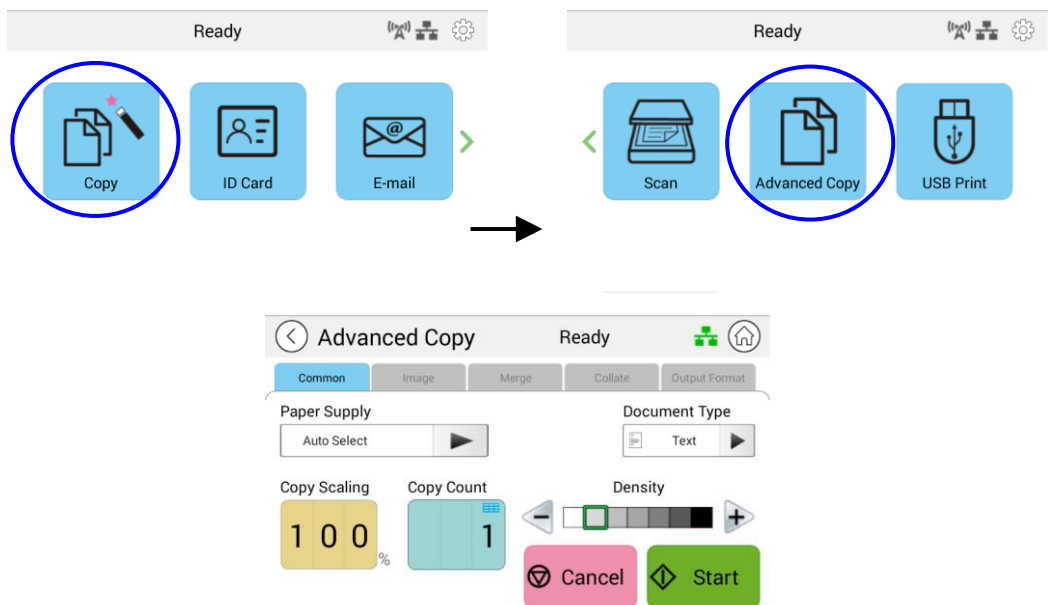 Ready
Copy
ID Card
@
E-mail
Ready
Scan
Advanced Copy
USB Print
Advanced Copy
Ready
Common
Image
Merge
Collate
Output Format
Paper Supply
Document Type
Auto Select
Text
Copy Scaling
Copy Count
Density
100
%
1
Cancel
Start